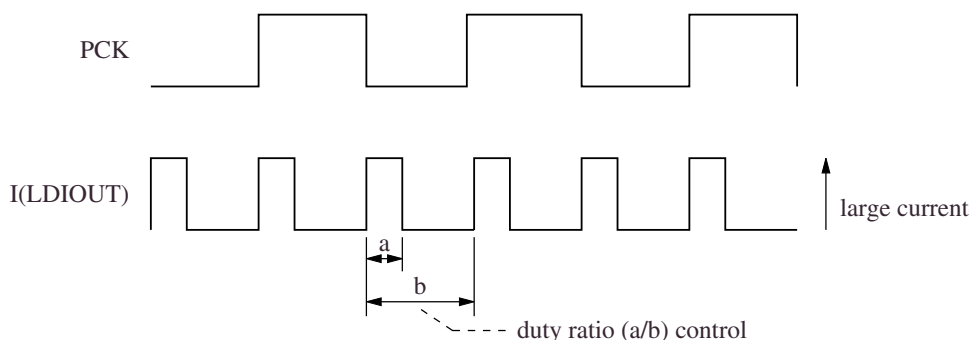 PCK
I(LDIOUT)
large current
a
b
duty ratio (a/b) control